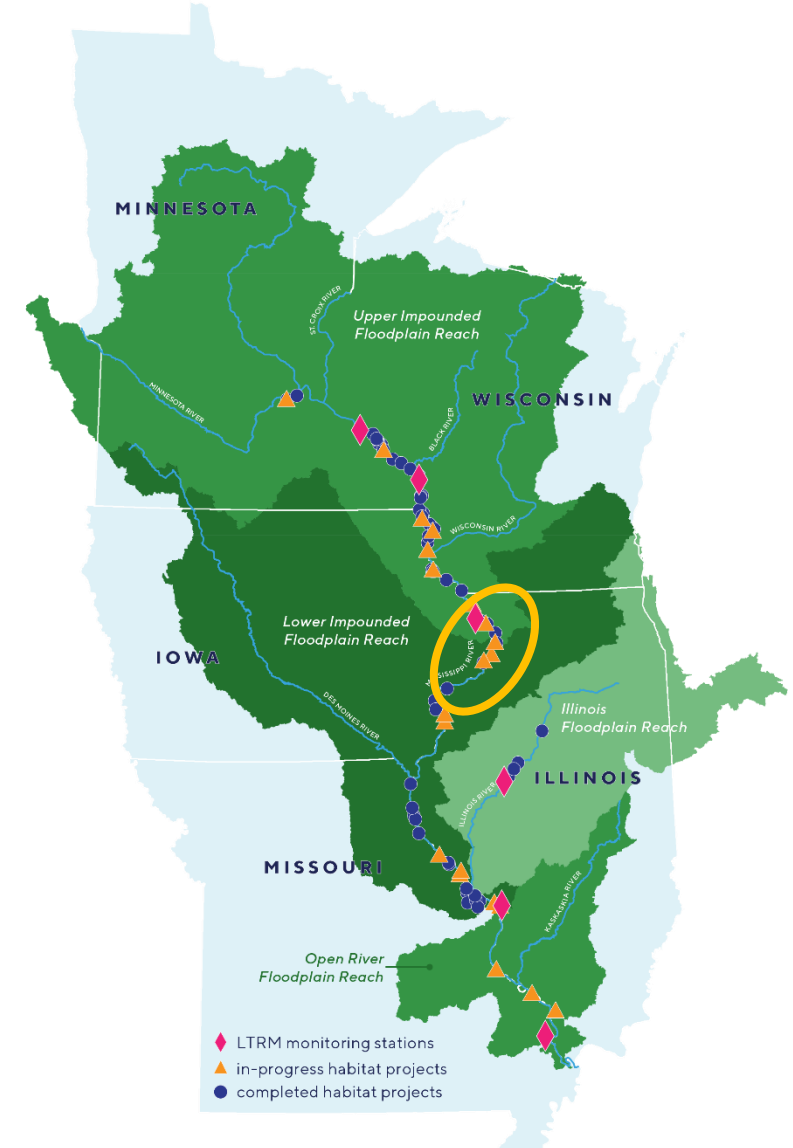 MINNESOTA
ST. CROIX RIVER
Upper Impounded
Floodplain Reach
MINNESOTA RIVER
WISCONSIN
BLACK RIVER
WISCONSIN RIVER
Lower Impounded
Floodplain Reach
IOWA
DES MOINES RIVER
RIVER
Illinois
Floodplain Reach
ILLINOIS
ILLINOIS RIVER
MISSOURI
KASKASKIA RIVER
Open River
Floodplain Reach
LTRM monitoring stations
in-progress habitat projects
completed habitat projects